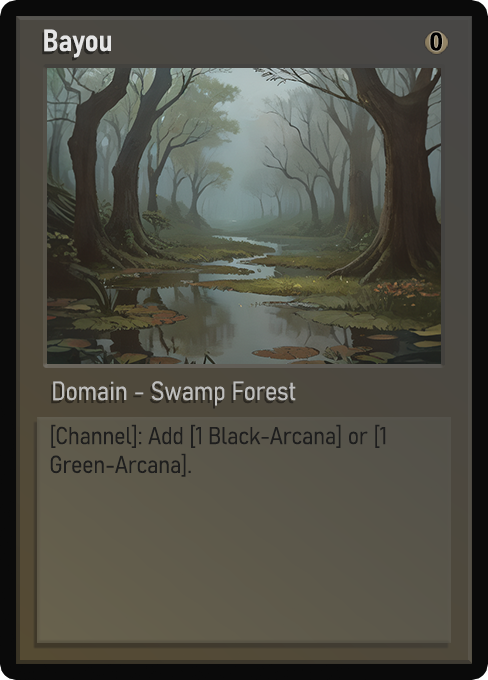 Bayou
0
Domain - Swamp Forest
[Channel]: Add [1 Black-Arcana] or [1
Green-Arcana].